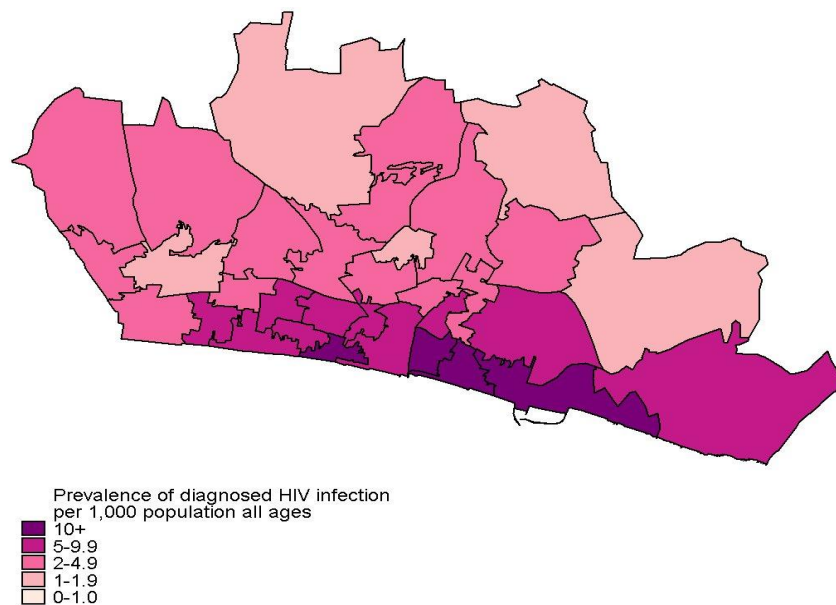 Prevalence of diagnosed HIV infection
per 1,000 population all ages
10+
5-9.9
2-4.9
1-1.9
0-1.0